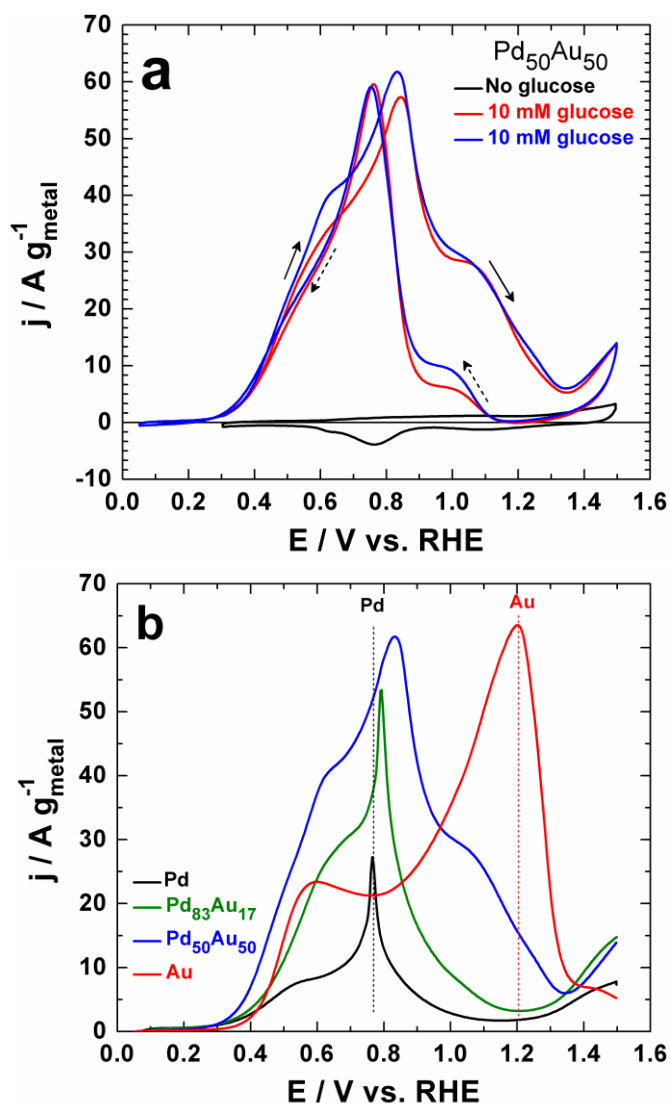 a
Pd50Au50
No glucose
10 mM glucose
10 mM glucose
j / A g-1metal
70
60
50
40
30
20
10
0
-10
0.0 0.2 0.4 0.6 0.8 1.0 1.2 1.4 1.6
E / V vs. RHE
b
Pd
Au
j / A g-1metal
70
60
50
40
30
20
10
0
Pd
Pd83Au17
Pd50Au50
Au
0.0 0.2 0.4 0.6 0.8 1.0 1.2 1.4 1.6
E / V vs. RHE